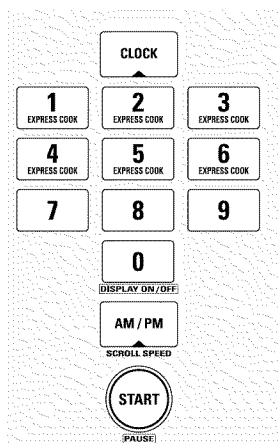 CLOCK
1 2 3
EXPRESS COOK EXPRESS COOK EXPRESS COOK
4 5 6
EXPRESS COOK EXPRESS COOK EXPRESS COOK
7 8 9
0
DISPLAY ON/OFF
AM/PM
SCROLL SPEED
START
PAUSE